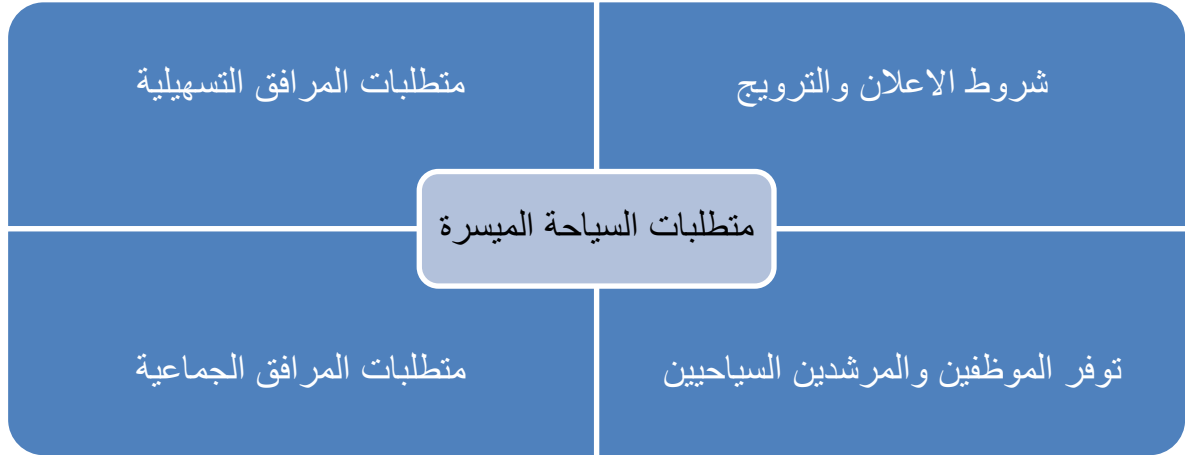 شروط الاعلان والترويج
متطلبات المرافق التسهيلية
متطلبات السياحة الميسرة
توفر الموظفين والمرشدين السياحيين
متطلبات المرافق الجماعية